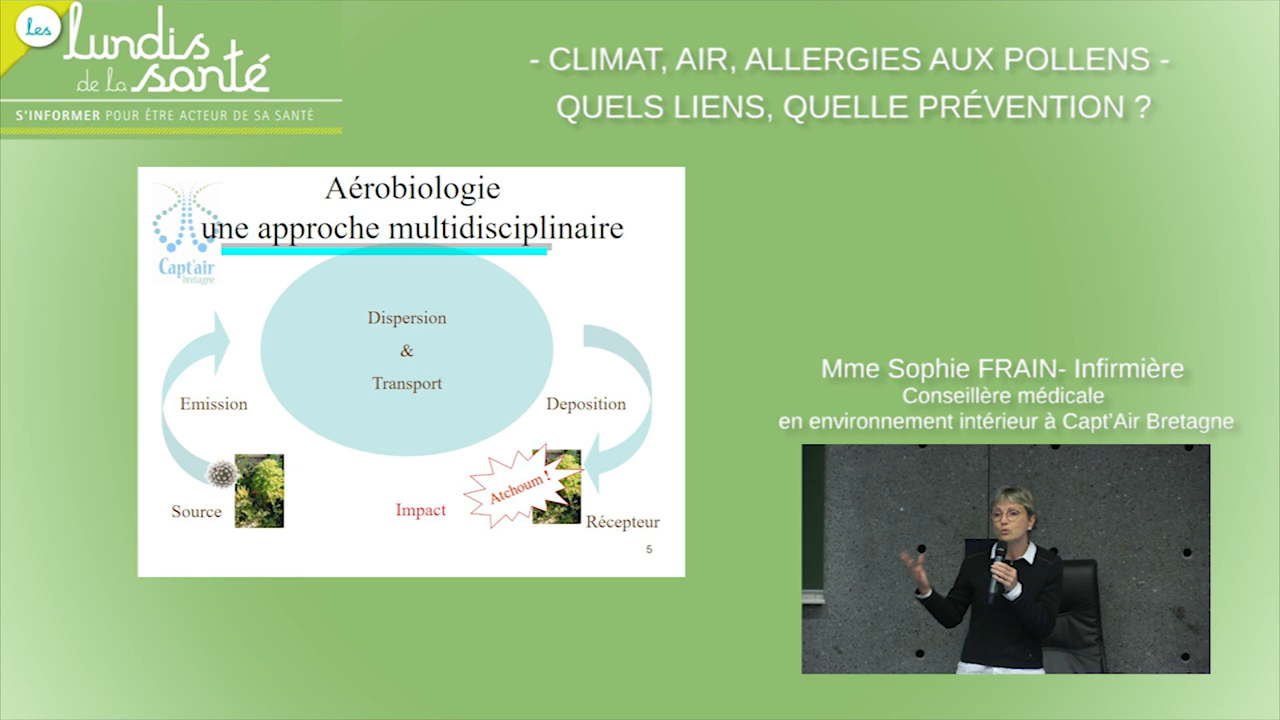 les
lundis
de la santé
S'INFORMER POUR ÊTRE ACTEUR DE SA SANTÉ
- CLIMAT, AIR, ALLERGIES AUX POLLENS -
QUELS LIENS, QUELLE PRÉVENTION ?
Aérobiologie
une approche multidisciplinaire
Capt'air
bretagne
Dispersion
&
Transport
Emission
Deposition
Source
Impact
Atchoum !
Récepteur
5
Mme Sophie FRAIN- Infirmière
Conseillère médicale
en environnement intérieur à Capt'Air Bretagne